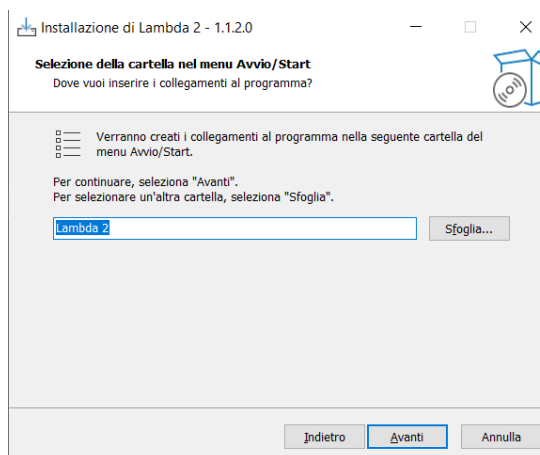 Installazione di Lambda 2 - 1.1.2.0
Selezione della cartella nel menu Avvio/Start
Dove vuoi inserire i collegamenti al programma?
Verranno creati i collegamenti al programma nella seguente cartella del
menu Avvio/Start.
Per continuare, seleziona "Avanti".
Per selezionare un'altra cartella, seleziona "Sfoglia".
Lambda 2
Sfoglia...
Indietro
Avanti
Annulla